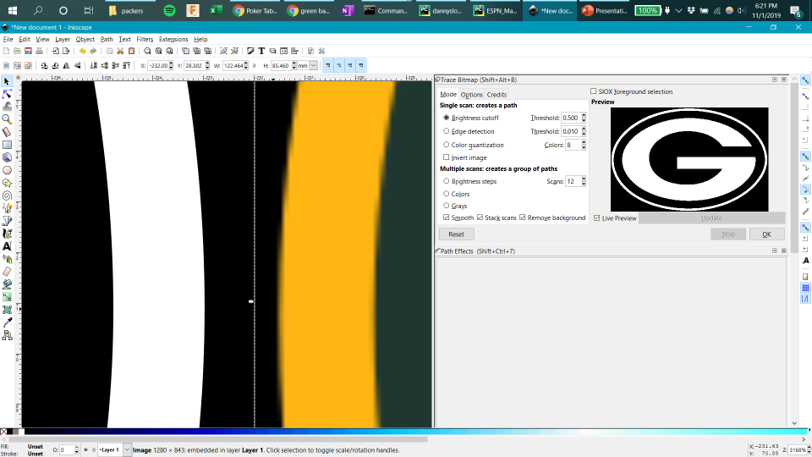 packers
Poker Tab...
green ba...
Comman...
dannyslo...
ESPN_Ma...
*New doc...
Presentati...
100%
6:21 PM
11/1/2019
*New document 1 - Inkscape
File Edit View Layer Object Path Text Filters Extensions Help
X: -232.00 Y: 28.302 W: 122.464 H: 85.460 mm
Trace Bitmap (Shift+Alt+B)
Mode Options Credits
SIOX foreground selection
Single scan: creates a path
Preview
Brightness cutoff Threshold: 0.500
Edge detection Threshold: 0.010
Color quantization Colors: 8
Invert image
Multiple scans: creates a group of paths
Brightness steps Scans: 12
Colors
Grays
Smooth Stack scans Remove background
Live Preview Update
Reset Stop OK
Path Effects (Shift+Ctrl+7)
Fill: Unset
Stroke: Unset
O: 0
Layer 1
Image 1280 × 843: embedded in layer Layer 1. Click selection to toggle scale/rotation handles.
X: -231.63
Y: 70.88
Z: 3168%